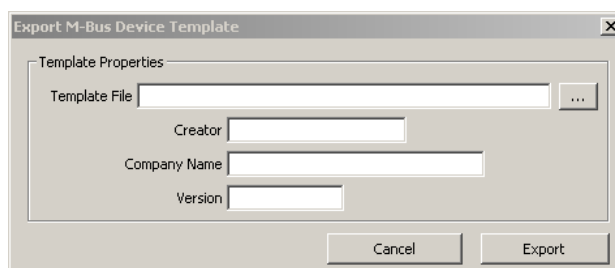 Export M-Bus Device Template
Template Properties
Template File
...
Creator
Company Name
Version
Cancel
Export